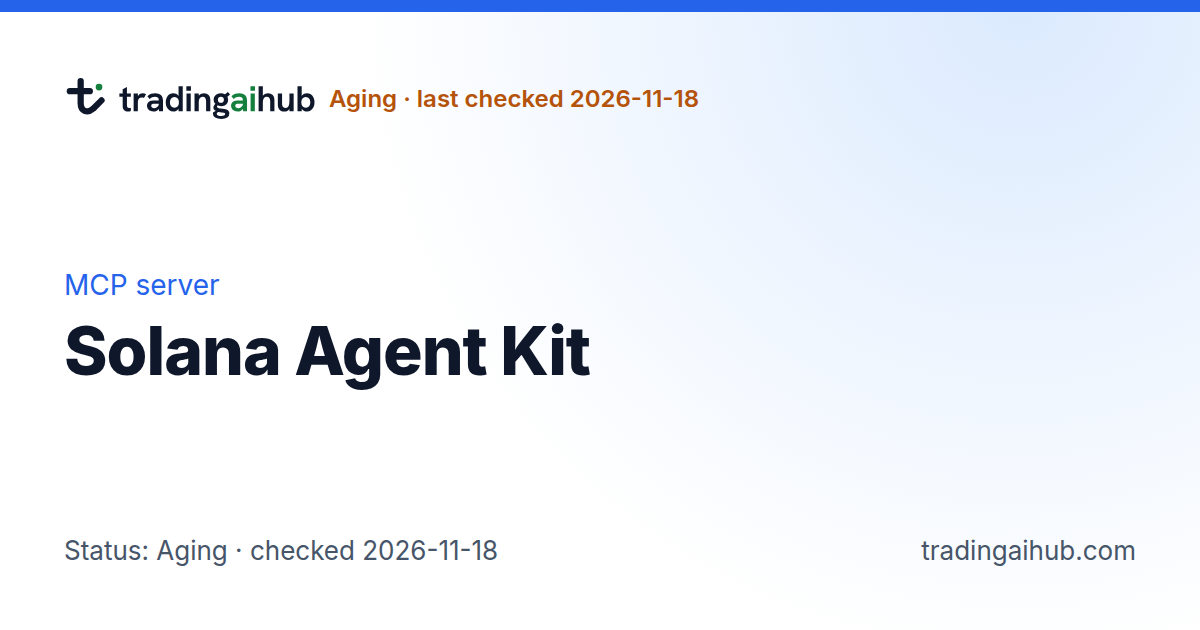 tradingaihub Aging · last checked 2026-11-18
MCP server
Solana Agent Kit
Status: Aging · checked 2026-11-18
tradingaihub.com